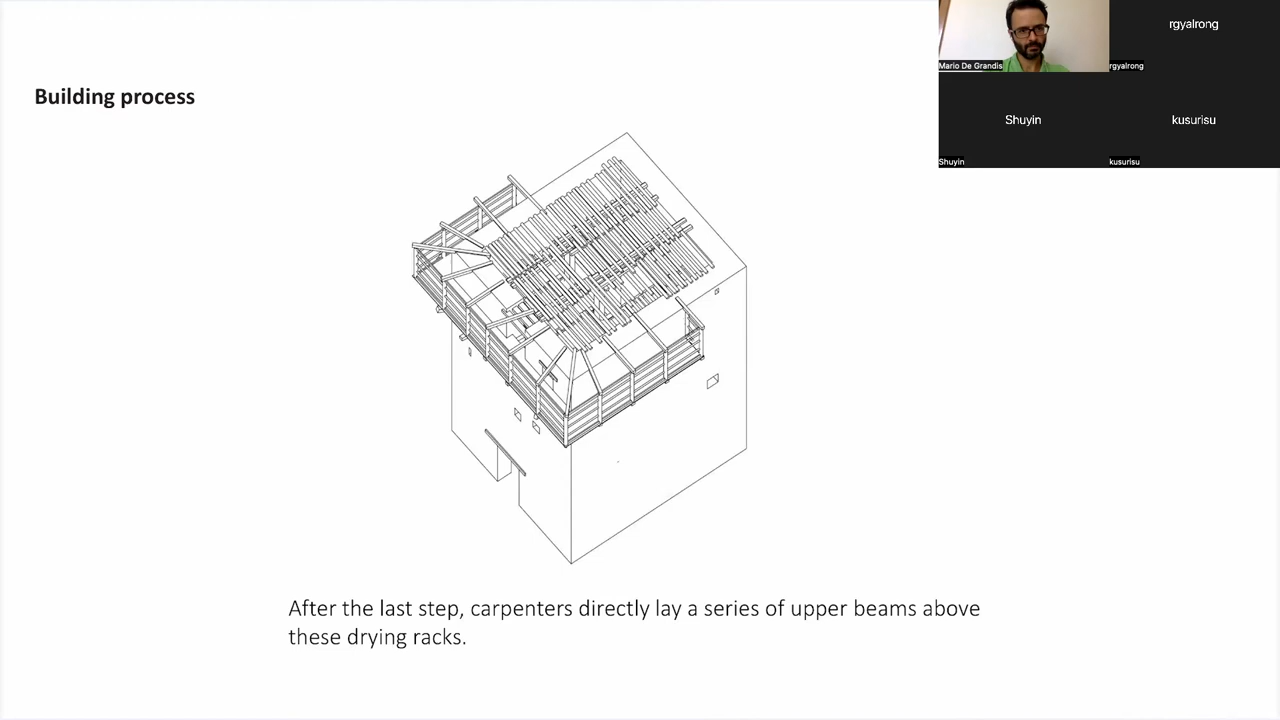 rgyalrong
Mario De Grandis
rgyalrong
Building process
Shuyin
kusurisu
Shuyin
kusurisu
After the last step, carpenters directly lay a series of upper beams above
these drying racks.